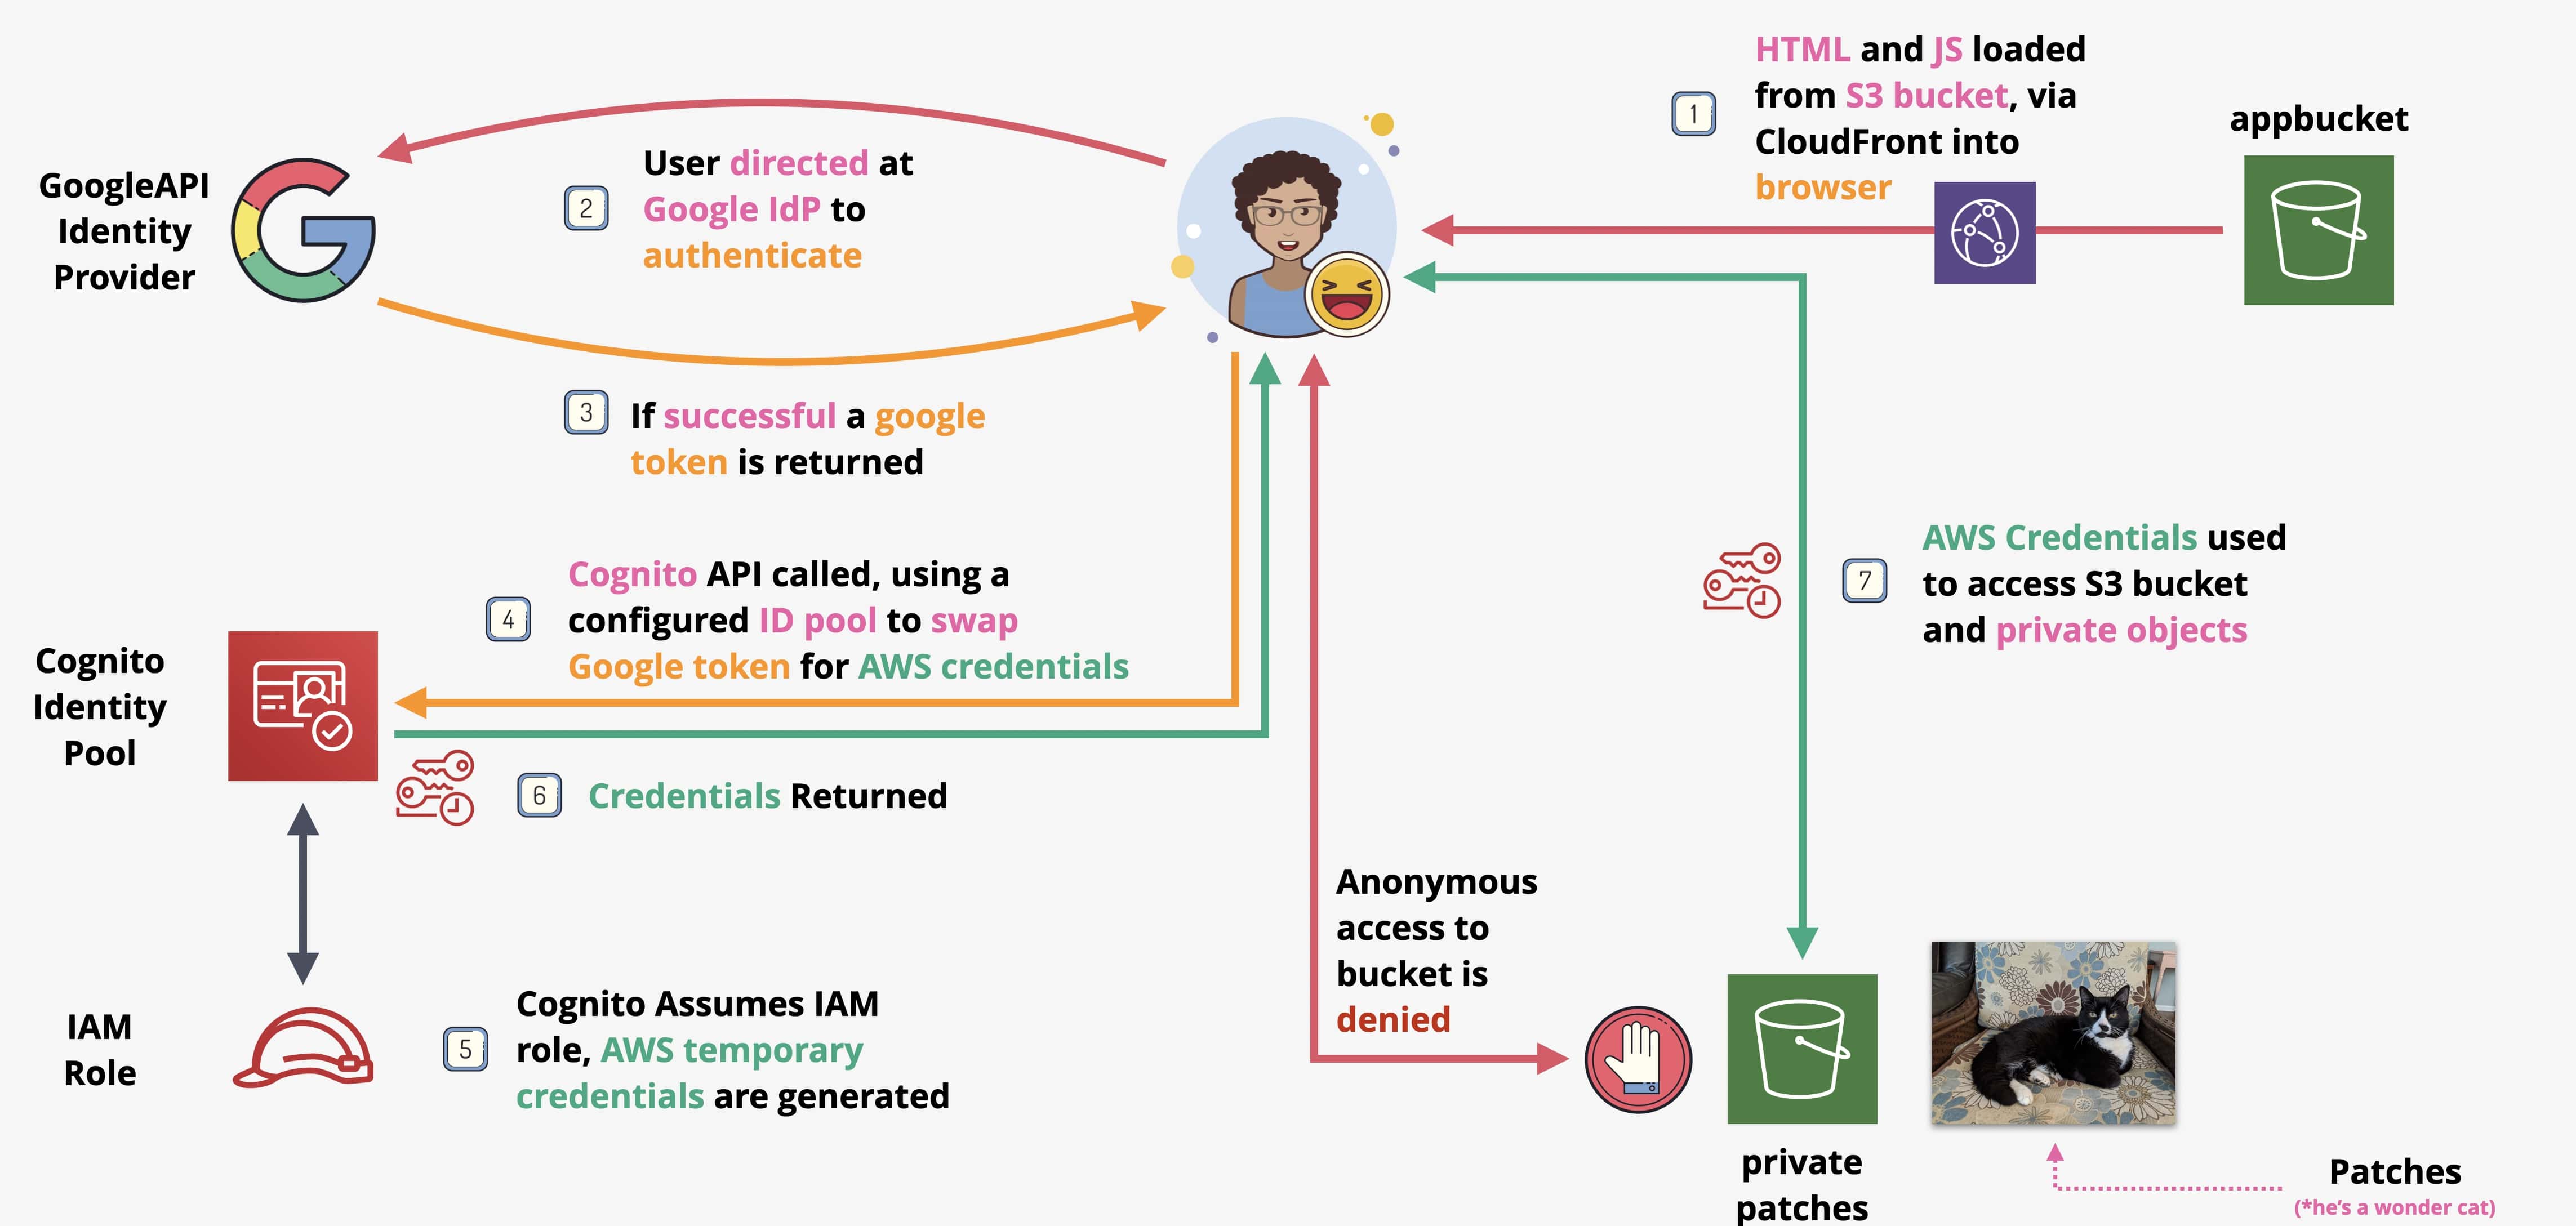 HTML and JS loaded
from S3 bucket, via
CloudFront into
browser
1
appbucket
GoogleAPI
Identity
Provider
2
User directed at
Google IdP to
authenticate
3
If successful a google
token is returned
4
Cognito API called, using a
configured ID pool to swap
Google token for AWS credentials
Cognito
Identity
Pool
6
Credentials Returned
7
AWS Credentials used
to access S3 bucket
and private objects
IAM
Role
5
Cognito Assumes IAM
role, AWS temporary
credentials are generated
Anonymous
access to
bucket is
denied
private
patches
Patches
(*he's a wonder cat)